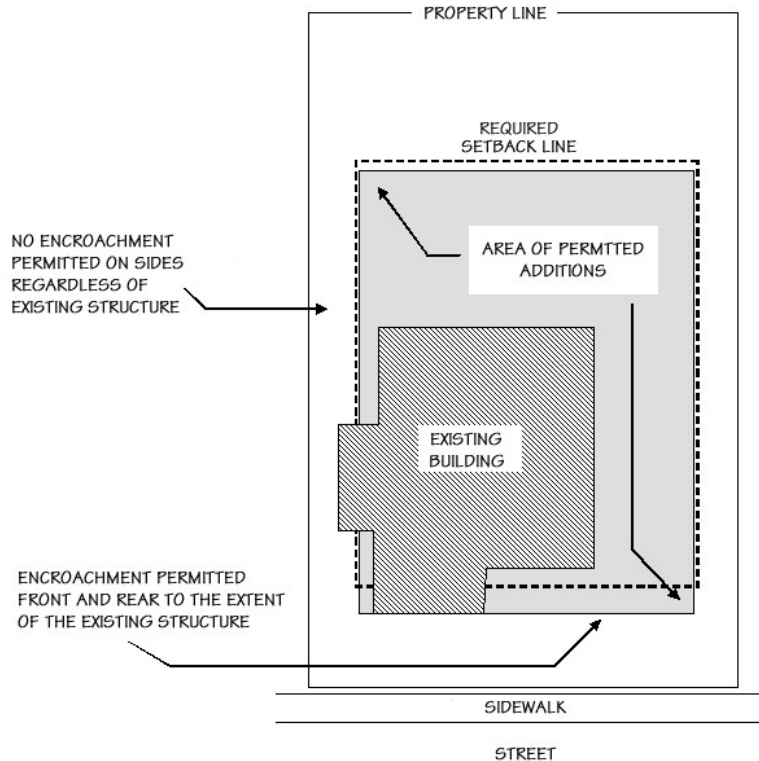 PROPERTY LINE
REQUIRED
SETBACK LINE
NO ENCROACHMENT
PERMITTED ON SIDES
REGARDLESS OF
EXISTING STRUCTURE
AREA OF PERMTTED
ADDITIONS
EXISTING
BUILDING
ENCROACHMENT PERMITTED
FRONT AND REAR TO THE EXTENT
OF THE EXISTING STRUCTURE
SIDEWALK
STREET